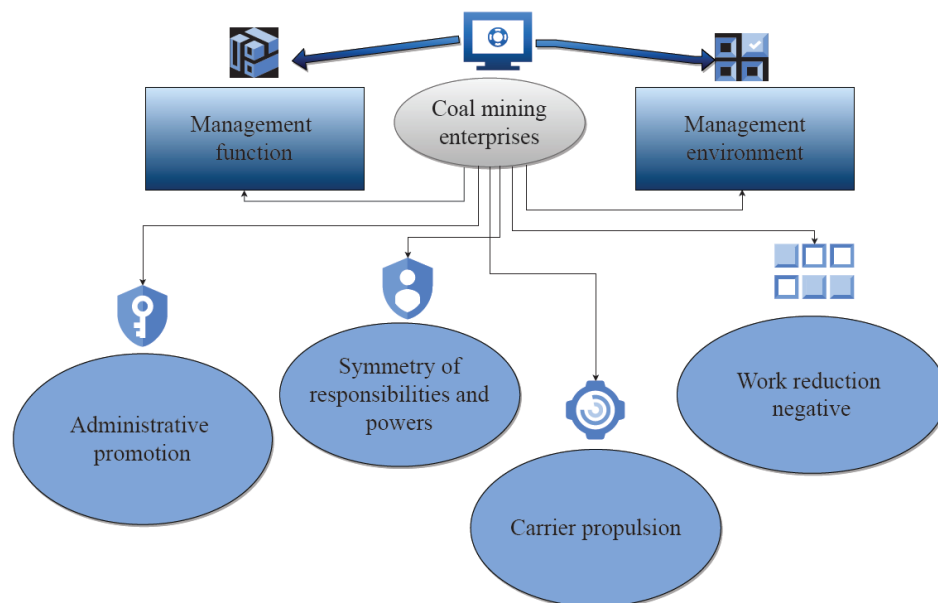 Management
function
Coal mining
enterprises
Management
environment
Administrative
promotion
Symmetry of
responsibilities and
powers
Carrier propulsion
Work reduction
negative